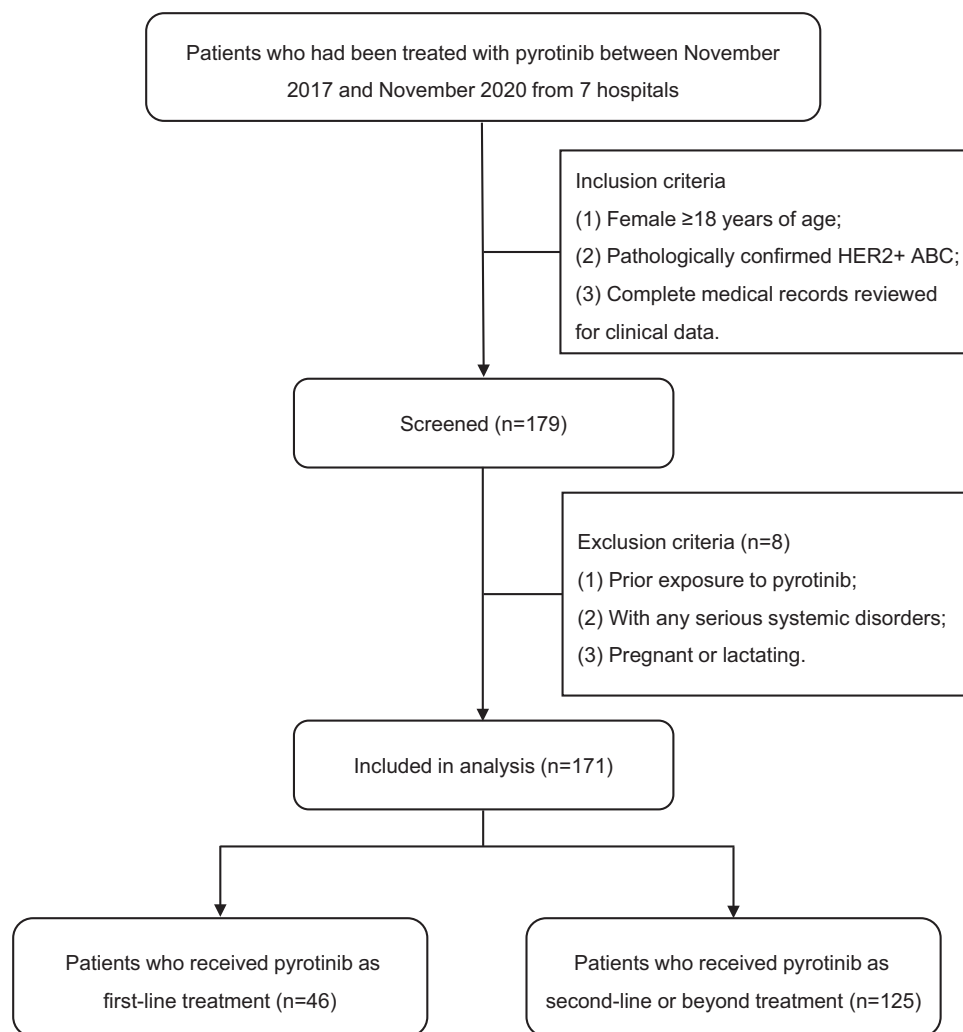 Patients who had been treated with pyrotinib between November
2017 and November 2020 from 7 hospitals
Inclusion criteria
(1) Female ≥18 years of age;
(2) Pathologically confirmed HER2+ ABC;
(3) Complete medical records reviewed
for clinical data.
Screened (n=179)
Exclusion criteria (n=8)
(1) Prior exposure to pyrotinib;
(2) With any serious systemic disorders;
(3) Pregnant or lactating.
Included in analysis (n=171)
Patients who received pyrotinib as
first-line treatment (n=46)
Patients who received pyrotinib as
second-line or beyond treatment (n=125)